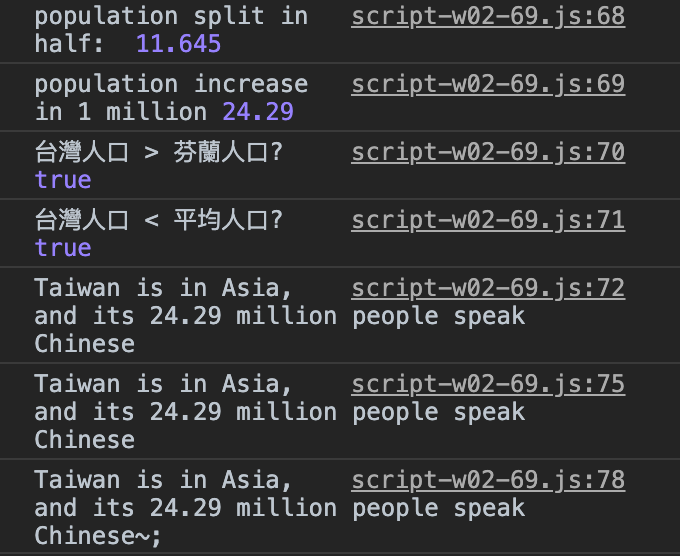 population split in script-w02-69.js:68
half:  11.645
population increase script-w02-69.js:69
in 1 million 24.29
台灣人口 > 芬蘭人口? script-w02-69.js:70
true
台灣人口 < 平均人口? script-w02-69.js:71
true
Taiwan is in Asia, script-w02-69.js:72
and its 24.29 million people speak
Chinese
Taiwan is in Asia, script-w02-69.js:75
and its 24.29 million people speak
Chinese
Taiwan is in Asia, script-w02-69.js:78
and its 24.29 million people speak
Chinese~;